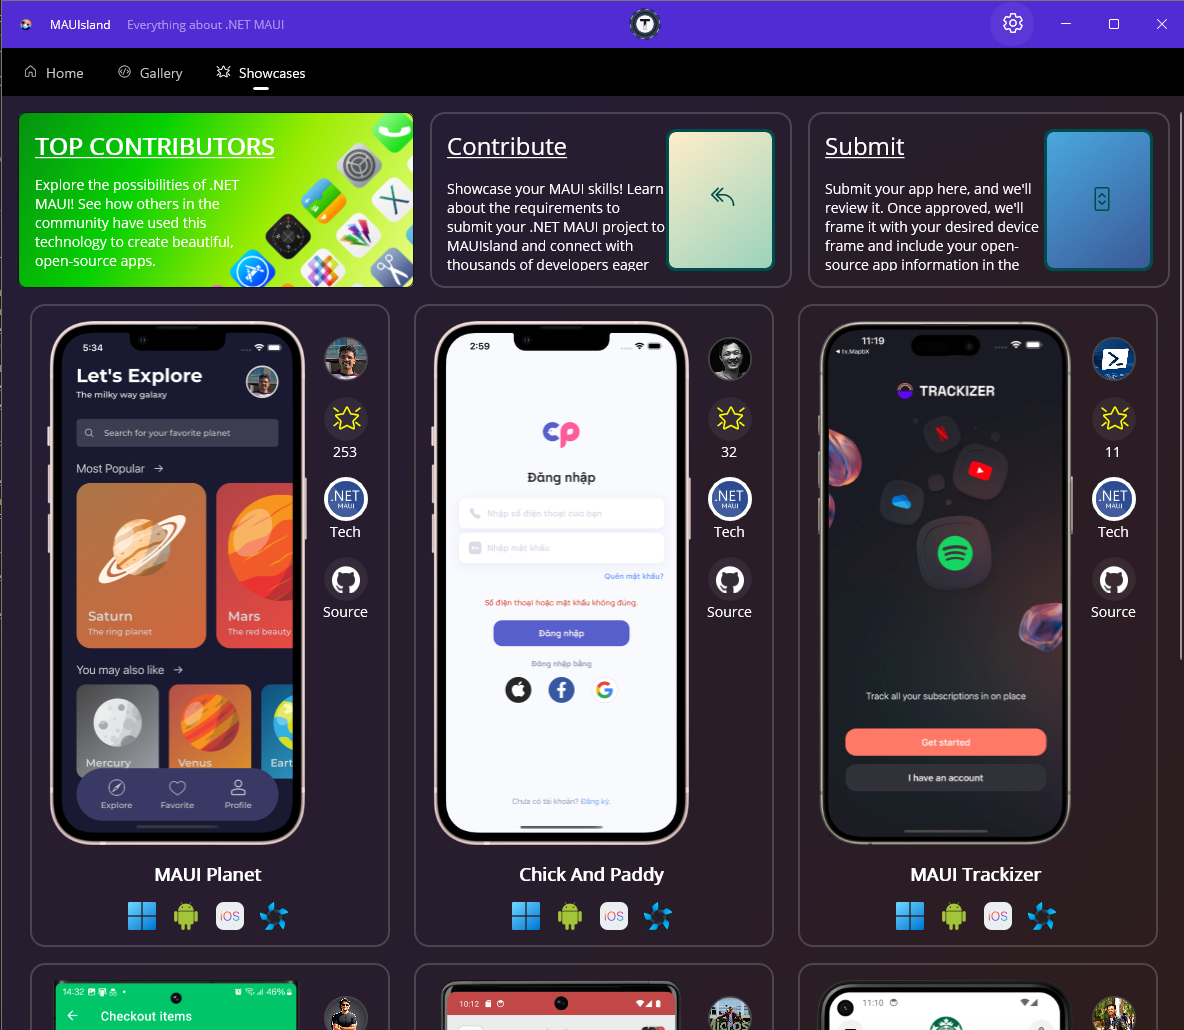 MAUIsland Everything about .NET MAUI
Home Gallery Showcases
TOP CONTRIBUTORS
Explore the possibilities of .NET
MAUI! See how others in the
community have used this
technology to create beautiful,
open-source apps.
Contribute
Showcase your MAUI skills! Learn
about the requirements to
submit your .NET MAUI project to
MAUIsland and connect with
thousands of developers eager
Submit
Submit your app here, and we'll
review it. Once approved, we'll
frame it with your desired device
frame and include your open-
source app information in the
5:34
Let's Explore
The milky way galaxy
Search for your favorite planet
Most Popular
Saturn
The ring planet
Mars
The red beauty
You may also like
Mercury
Venus
Eart
Explore Favorite Profile
253
.NET
MAUI
Tech
Source
MAUI Planet
iOS
2:59
cp
Đăng nhập
Nhập số điện thoại của bạn
Nhập mật khẩu
Quên mật khẩu?
Số điện thoại hoặc mật khẩu không đúng.
Đăng nhập
Đăng nhập bằng
Chưa có tài khoản? Đăng ký.
32
.NET
MAUI
Tech
Source
Chick And Paddy
iOS
11:19
tv.MapbX
TRACKIZER
Track all your subscriptions in on place
Get started
I have an account
11
.NET
MAUI
Tech
Source
MAUI Trackizer
iOS
14:32 46%
Checkout items
10:12
11:10